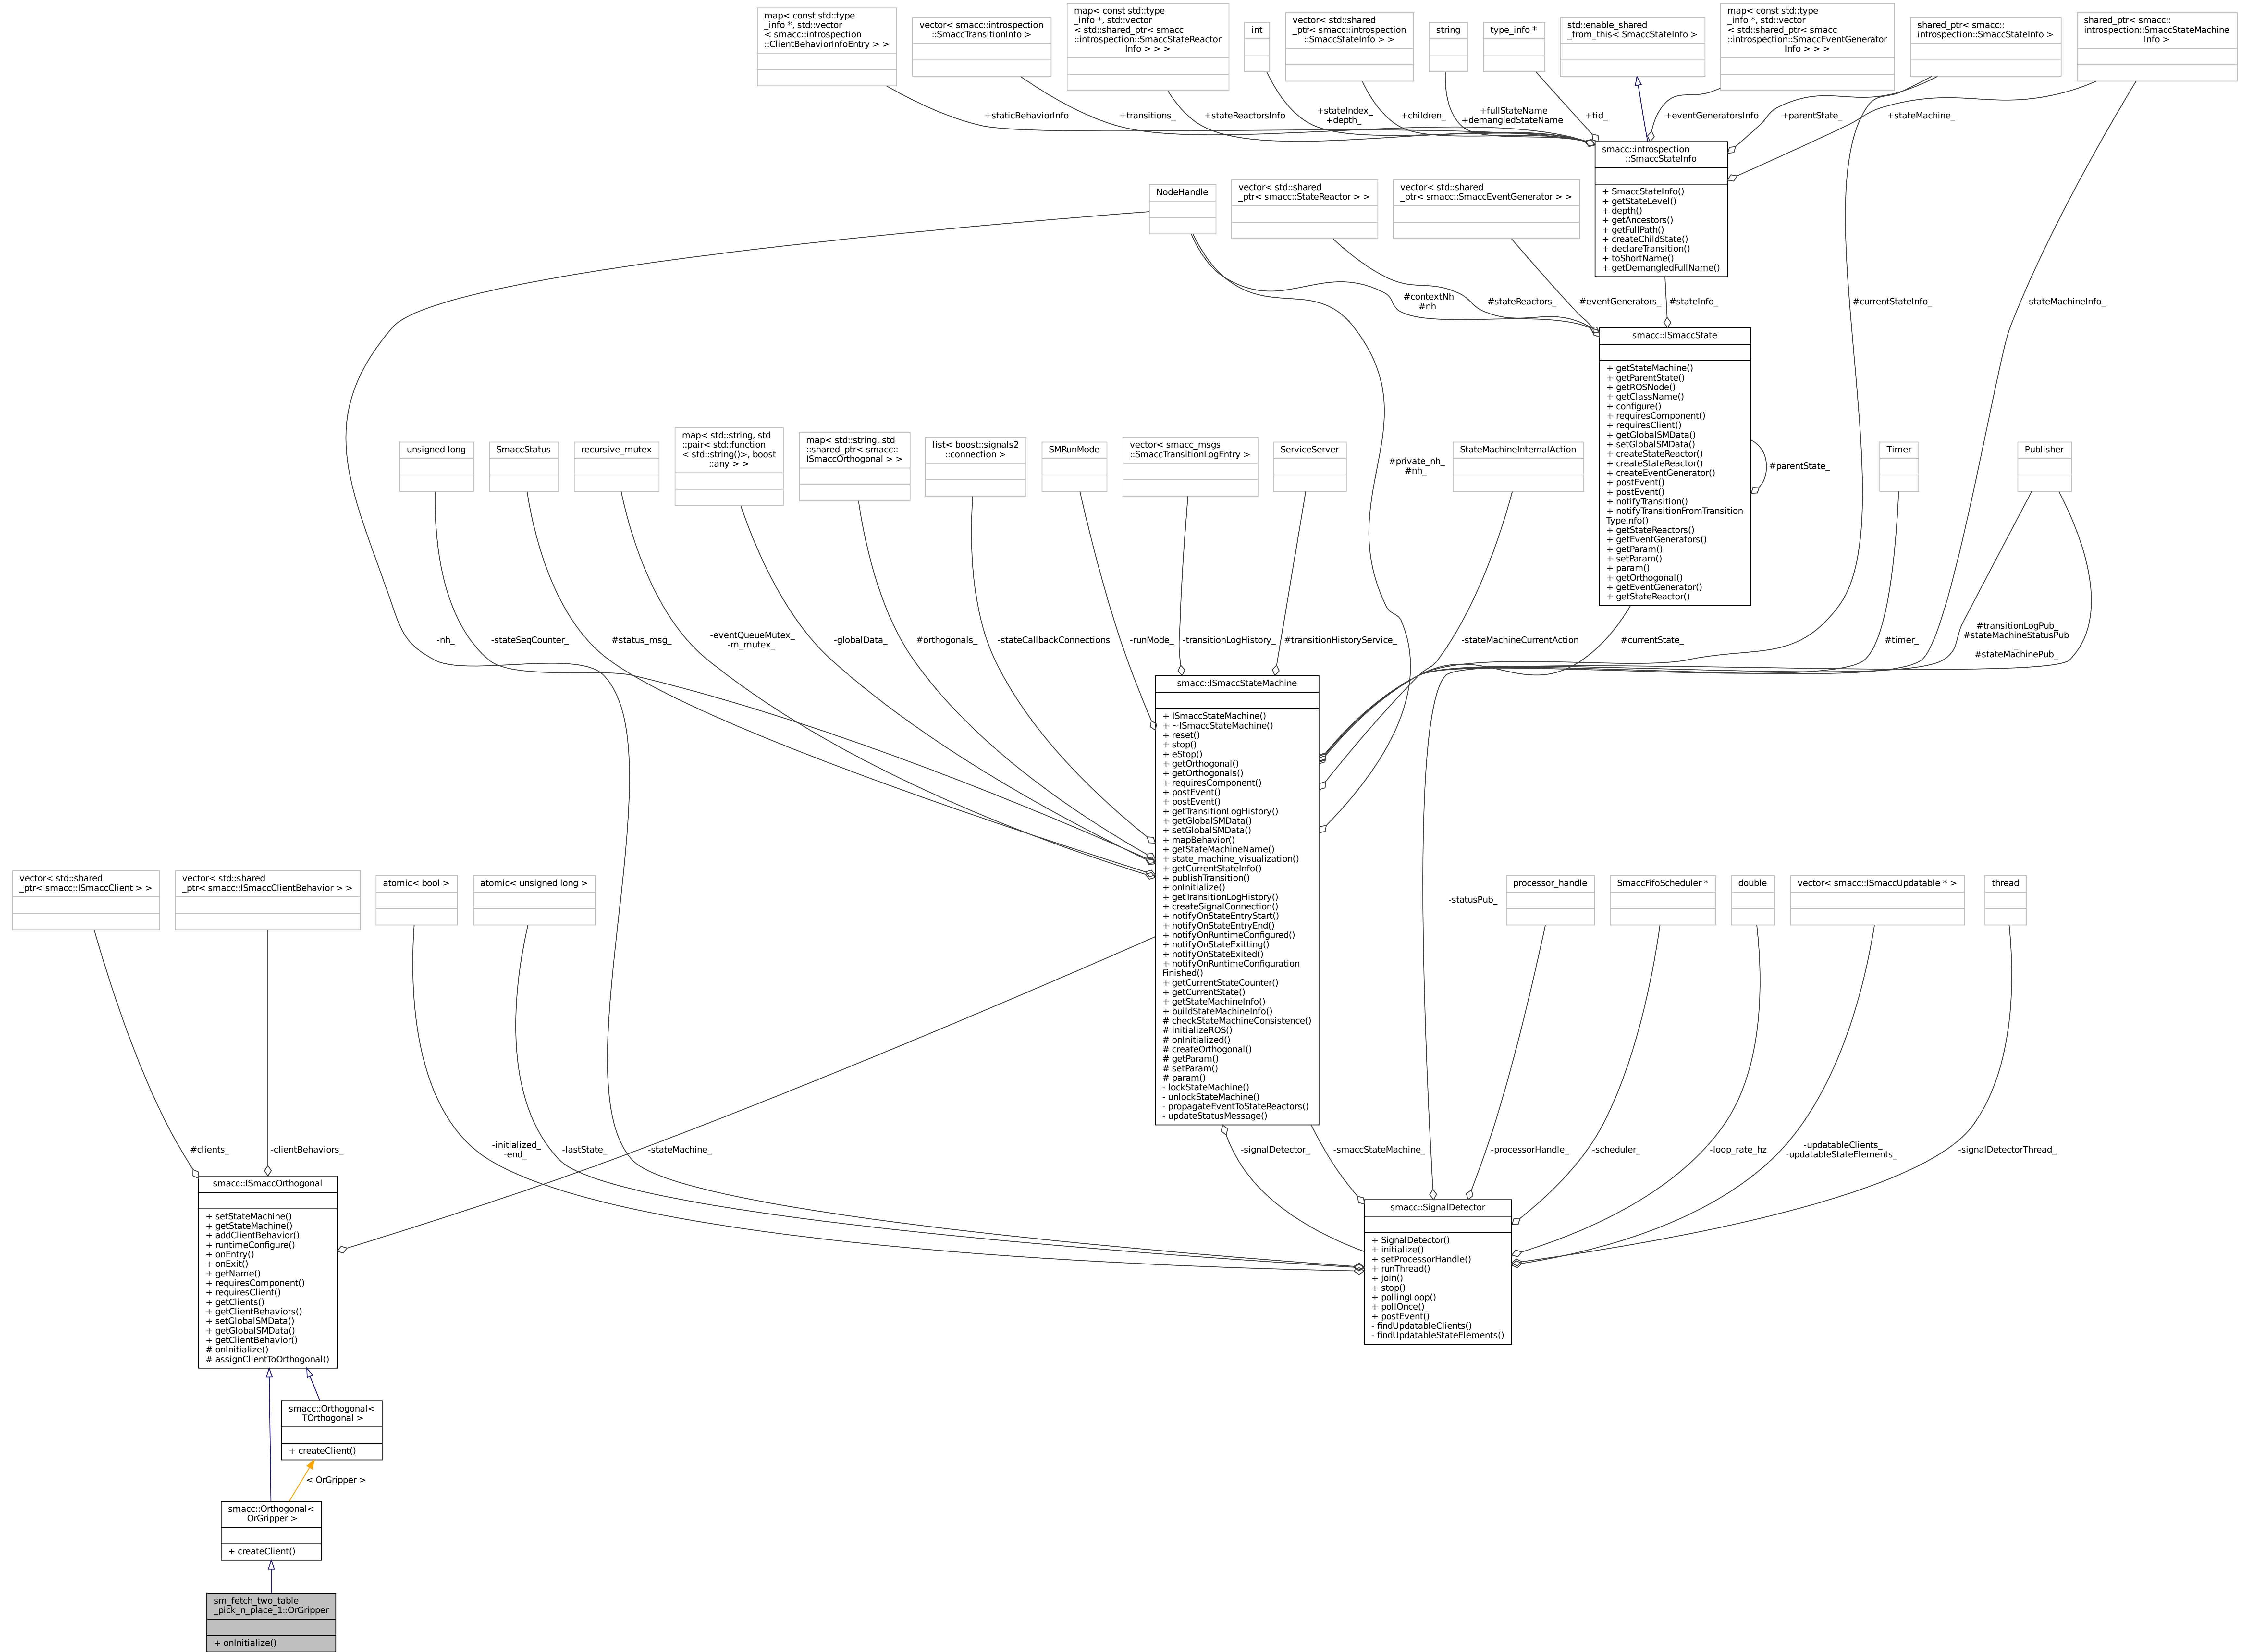 map< const std::type
_info *, std::vector
< smacc::introspection
::ClientBehaviorInfoEntry > >
vector< smacc::introspection
::SmaccTransitionInfo >
map< const std::type
_info *, std::vector
< std::shared_ptr< smacc
::introspection::SmaccStateReactor
Info > > >
int
vector< std::shared
_ptr< smacc::introspection
::SmaccStateInfo > >
string
type_info *
std::enable_shared
_from_this< SmaccStateInfo >
map< const std::type
_info *, std::vector
< std::shared_ptr< smacc
::introspection::SmaccEventGenerator
Info > > >
shared_ptr< smacc::
introspection::SmaccStateInfo >
shared_ptr< smacc::
introspection::SmaccStateMachine
Info >
+staticBehaviorInfo
+transitions_
+stateReactorsInfo
+stateIndex_
+depth_
+children_
+fullStateName
+demangledStateName
+tid_
+eventGeneratorsInfo
+parentState_
+stateMachine_
smacc::introspection
::SmaccStateInfo
+ SmaccStateInfo()
+ getStateLevel()
+ depth()
+ getAncestors()
+ getFullPath()
+ createChildState()
+ declareTransition()
+ toShortName()
+ getDemangledFullName()
NodeHandle
vector< std::shared
_ptr< smacc::StateReactor > >
vector< std::shared
_ptr< smacc::SmaccEventGenerator > >
#contextNh
#nh
#stateReactors_
#eventGenerators_
#stateInfo_
#currentStateInfo_
-stateMachineInfo_
smacc::ISmaccState
+ getStateMachine()
+ getParentState()
+ getROSNode()
+ getClassName()
+ configure()
+ requiresComponent()
+ requiresClient()
+ getGlobalSMData()
+ setGlobalSMData()
+ createStateReactor()
+ createStateReactor()
+ createEventGenerator()
+ postEvent()
+ postEvent()
+ notifyTransition()
+ notifyTransitionFromTransition
TypeInfo()
+ getStateReactors()
+ getEventGenerators()
+ getParam()
+ setParam()
+ param()
+ getOrthogonal()
+ getEventGenerator()
+ getStateReactor()
#parentState_
unsigned long
SmaccStatus
recursive_mutex
map< std::string, std
::pair< std::function
< std::string()>, boost
::any > >
map< std::string, std
::shared_ptr< smacc::
ISmaccOrthogonal > >
list< boost::signals2
::connection >
SMRunMode
vector< smacc_msgs
::SmaccTransitionLogEntry >
ServiceServer
#private_nh_
#nh_
StateMachineInternalAction
Timer
Publisher
-nh_
-stateSeqCounter_
#status_msg_
-eventQueueMutex_
-m_mutex_
-globalData_
#orthogonals_
-stateCallbackConnections
-runMode_
-transitionLogHistory_
#transitionHistoryService_
-stateMachineCurrentAction
#currentState_
#timer_
#transitionLogPub_
#stateMachineStatusPub
_
#stateMachinePub_
smacc::ISmaccStateMachine
+ ISmaccStateMachine()
+ ~ISmaccStateMachine()
+ reset()
+ stop()
+ eStop()
+ getOrthogonal()
+ getOrthogonals()
+ requiresComponent()
+ postEvent()
+ postEvent()
+ getTransitionLogHistory()
+ getGlobalSMData()
+ setGlobalSMData()
+ mapBehavior()
+ getStateMachineName()
+ state_machine_visualization()
+ getCurrentStateInfo()
+ publishTransition()
+ onInitialize()
+ getTransitionLogHistory()
+ createSignalConnection()
+ notifyOnStateEntryStart()
+ notifyOnStateEntryEnd()
+ notifyOnRuntimeConfigured()
+ notifyOnStateExitting()
+ notifyOnStateExited()
+ notifyOnRuntimeConfiguration
Finished()
+ getCurrentStateCounter()
+ getCurrentState()
+ getStateMachineInfo()
+ buildStateMachineInfo()
# checkStateMachineConsistence()
# initializeROS()
# onInitialized()
# createOrthogonal()
# getParam()
# setParam()
# param()
- lockStateMachine()
- unlockStateMachine()
- propagateEventToStateReactors()
- updateStatusMessage()
vector< std::shared
_ptr< smacc::ISmaccClient > >
vector< std::shared
_ptr< smacc::ISmaccClientBehavior > >
atomic< bool >
atomic< unsigned long >
-statusPub_
processor_handle
SmaccFifoScheduler *
double
vector< smacc::ISmaccUpdatable * >
thread
#clients_
-clientBehaviors_
-initialized_
-end_
-lastState_
-stateMachine_
-signalDetector_
-smaccStateMachine_
-processorHandle_
-scheduler_
-loop_rate_hz
-updatableClients_
-updatableStateElements_
-signalDetectorThread_
smacc::ISmaccOrthogonal
+ setStateMachine()
+ getStateMachine()
+ addClientBehavior()
+ runtimeConfigure()
+ onEntry()
+ onExit()
+ getName()
+ requiresComponent()
+ requiresClient()
+ getClients()
+ getClientBehaviors()
+ setGlobalSMData()
+ getGlobalSMData()
+ getClientBehavior()
# onInitialize()
# assignClientToOrthogonal()
smacc::SignalDetector
+ SignalDetector()
+ initialize()
+ setProcessorHandle()
+ runThread()
+ join()
+ stop()
+ pollingLoop()
+ pollOnce()
+ postEvent()
- findUpdatableClients()
- findUpdatableStateElements()
smacc::Orthogonal<
TOrthogonal >
+ createClient()
< OrGripper >
smacc::Orthogonal<
OrGripper >
+ createClient()
sm_fetch_two_table
_pick_n_place_1::OrGripper
+ onInitialize()